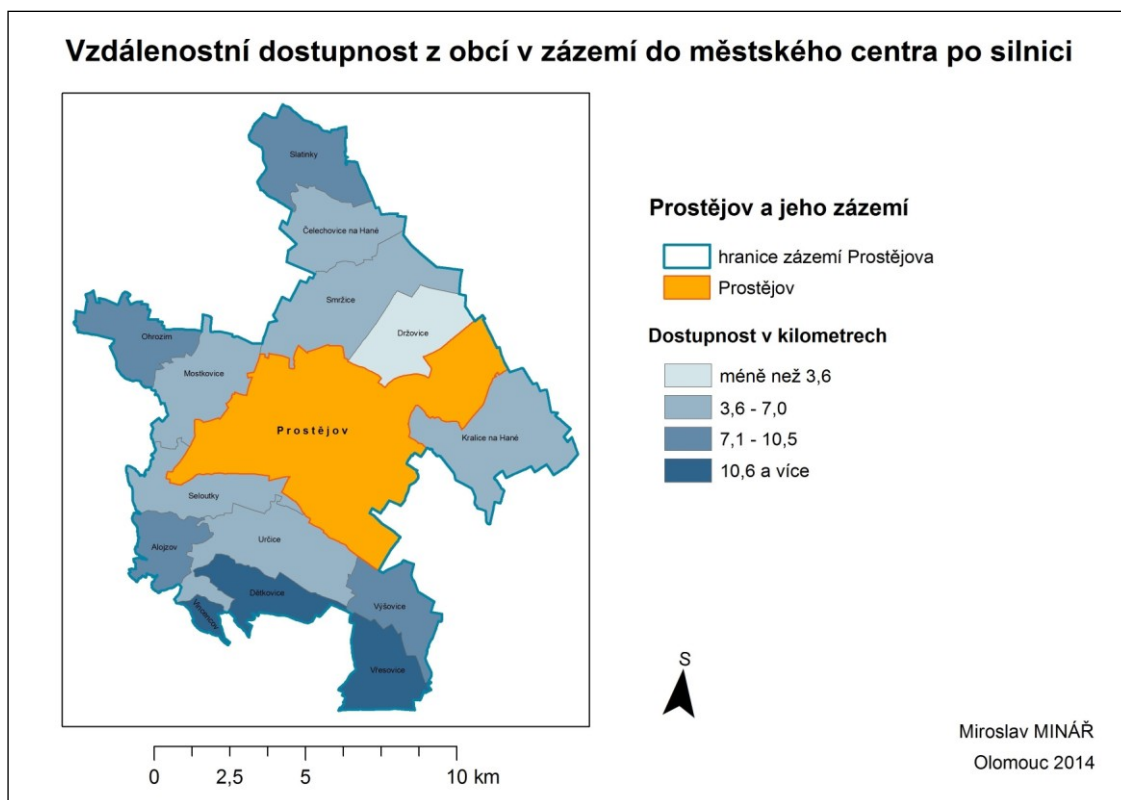 Vzdálenostní dostupnost z obcí v zázemí do městského centra po silnici
Slatinky
Čelechovice na Hané
Smržice
Držovice
Ohrozim
Mostkovice
Prostějov
Kralice na Hané
Seloutky
Určice
Alojzov
Dětkovice
Vincencov
Výšovice
Vřesovice
Prostějov a jeho zázemí
hranice zázemí Prostějova
Prostějov
Dostupnost v kilometrech
méně než 3,6
3,6 - 7,0
7,1 - 10,5
10,6 a více
S
0 2,5 5 10 km
Miroslav MINÁŘ
Olomouc 2014